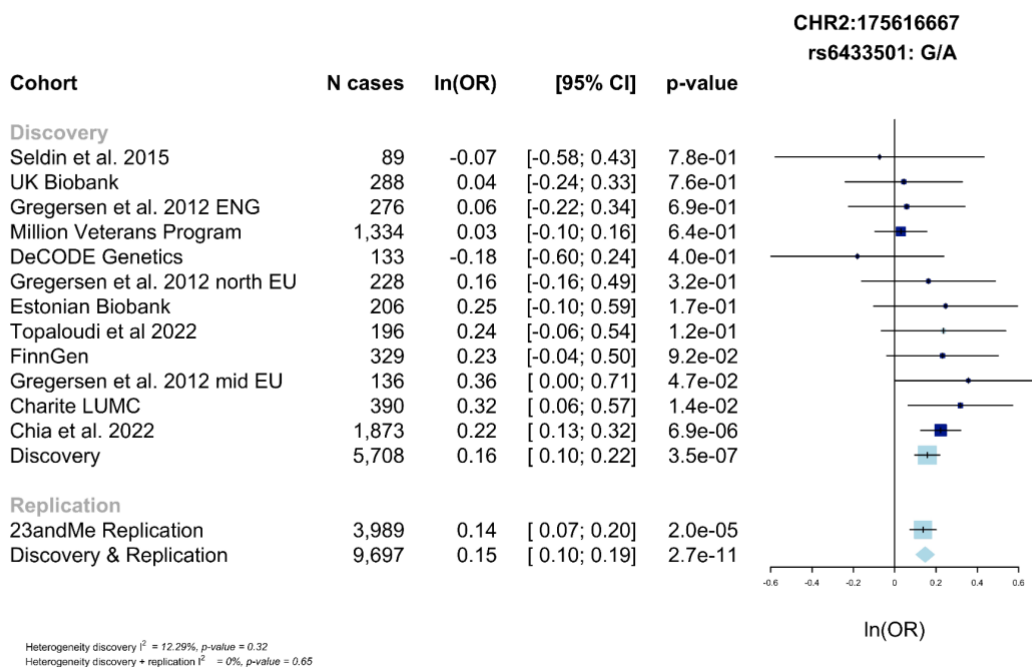 CHR2:175616667
rs6433501: G/A
Cohort N cases ln(OR) [95% CI] p-value
Discovery
Seldin et al. 2015 89 -0.07 [-0.58; 0.43] 7.8e-01
UK Biobank 288 0.04 [-0.24; 0.33] 7.6e-01
Gregersen et al. 2012 ENG 276 0.06 [-0.22; 0.34] 6.9e-01
Million Veterans Program 1,334 0.03 [-0.10; 0.16] 6.4e-01
DeCODE Genetics 133 -0.18 [-0.60; 0.24] 4.0e-01
Gregersen et al. 2012 north EU 228 0.16 [-0.16; 0.49] 3.2e-01
Estonian Biobank 206 0.25 [-0.10; 0.59] 1.7e-01
Topaloudi et al 2022 196 0.24 [-0.06; 0.54] 1.2e-01
FinnGen 329 0.23 [-0.04; 0.50] 9.2e-02
Gregersen et al. 2012 mid EU 136 0.36 [ 0.00; 0.71] 4.7e-02
Charite LUMC 390 0.32 [ 0.06; 0.57] 1.4e-02
Chia et al. 2022 1,873 0.22 [ 0.13; 0.32] 6.9e-06
Discovery 5,708 0.16 [ 0.10; 0.22] 3.5e-07
Replication
23andMe Replication 3,989 0.14 [ 0.07; 0.20] 2.0e-05
Discovery & Replication 9,697 0.15 [ 0.10; 0.19] 2.7e-11
-0.6 -0.4 -0.2 0 0.2 0.4 0.6
ln(OR)
Heterogeneity discovery I² = 12.29%, p-value = 0.32
Heterogeneity discovery + replication I² = 0%, p-value = 0.65